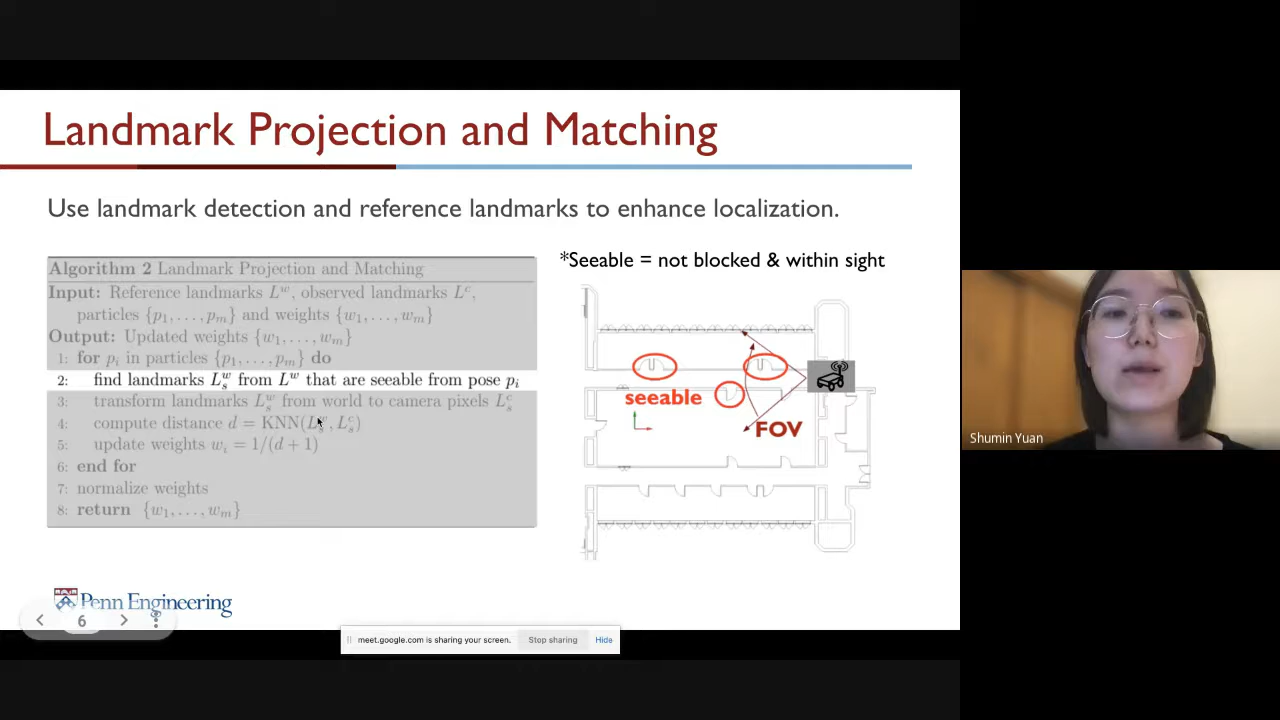 Landmark Projection and Matching
Use landmark detection and reference landmarks to enhance localization.
Algorithm 2 Landmark Projection and Matching
Input: Reference landmarks L^w, observed landmarks L^c,
particles {p_1, . . . , p_m} and weights {w_1, . . . , w_m}
Output: Updated weights {w_1, . . . , w_m}
1: for p_i in particles {p_1, . . . , p_m} do
2: find landmarks L_s^w from L^w that are seeable from pose p_i
3: transform landmarks L_s^w from world to camera pixels L_s^c
4: compute distance d = KNN(L_s^w, L_s^c)
5: update weights w_i = 1/(d + 1)
6: end for
7: normalize weights
8: return {w_1, . . . , w_m}
*Seeable = not blocked & within sight
seeable
FOV
Penn Engineering
6
meet.google.com is sharing your screen.
Stop sharing
Hide
Shumin Yuan